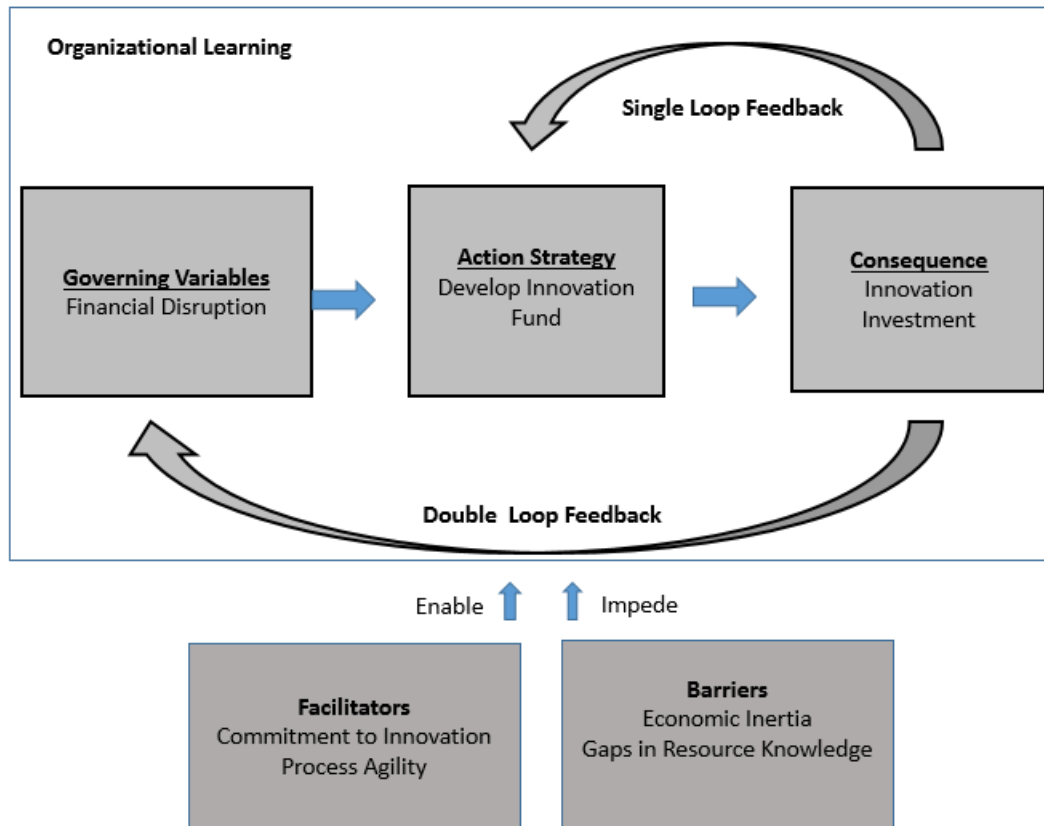 Organizational Learning
Single Loop Feedback
Governing Variables
Financial Disruption
Action Strategy
Develop Innovation
Fund
Consequence
Innovation
Investment
Double Loop Feedback
Enable
Impede
Facilitators
Commitment to Innovation
Process Agility
Barriers
Economic Inertia
Gaps in Resource Knowledge